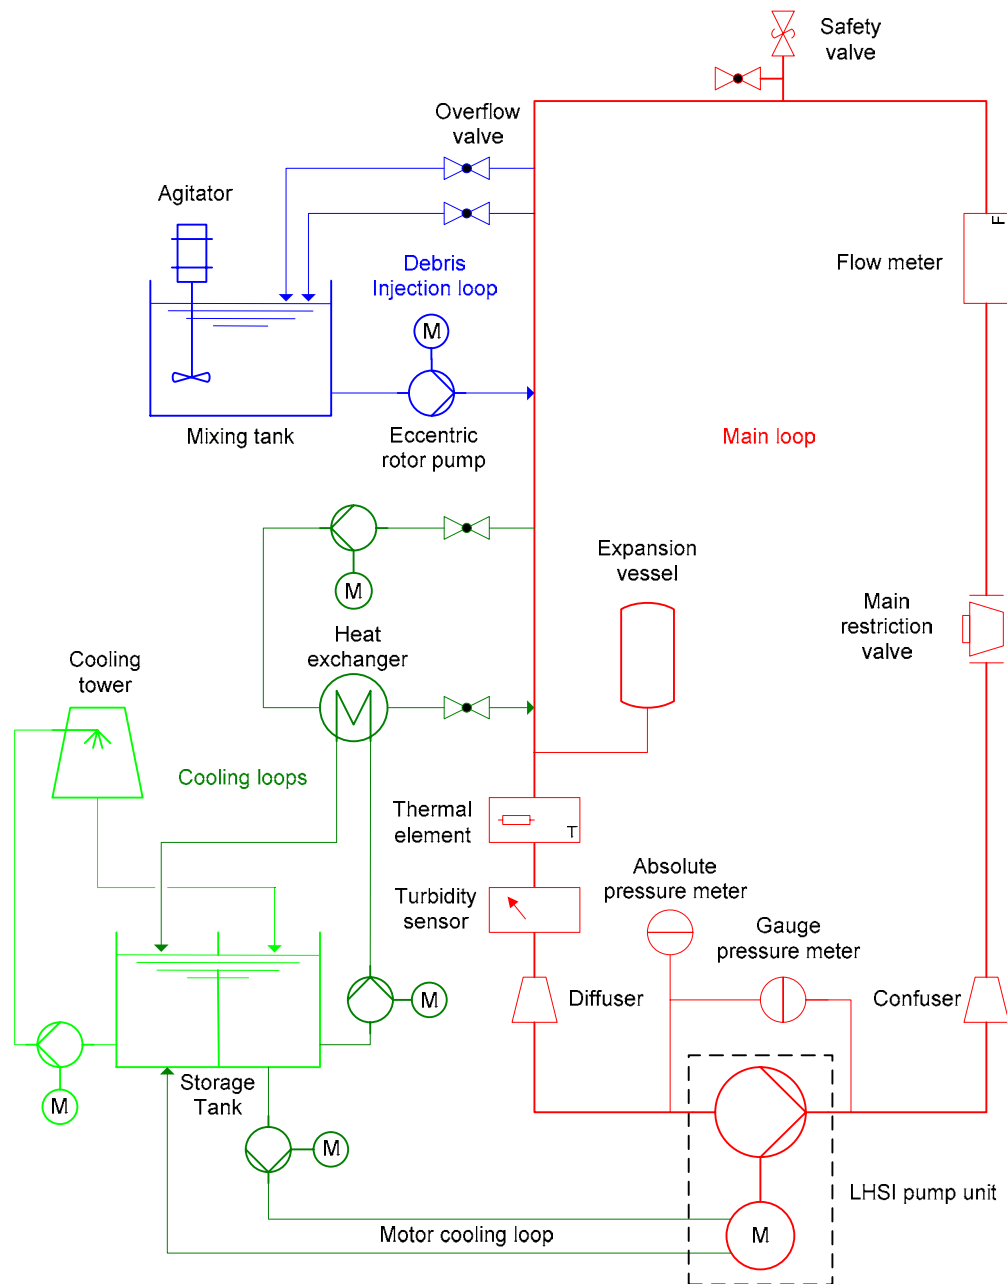 Safety
valve
Overflow
valve
Agitator
F
Flow meter
Debris
Injection loop
M
Mixing tank
Eccentric
rotor pump
Main loop
Expansion
vessel
M
Main
restriction
valve
Heat
exchanger
Cooling
tower
Cooling loops
Thermal
element
T
Absolute
pressure meter
Turbidity
sensor
Gauge
pressure meter
Diffuser
Confuser
M
M
Storage
Tank
M
LHSI pump unit
Motor cooling loop
M